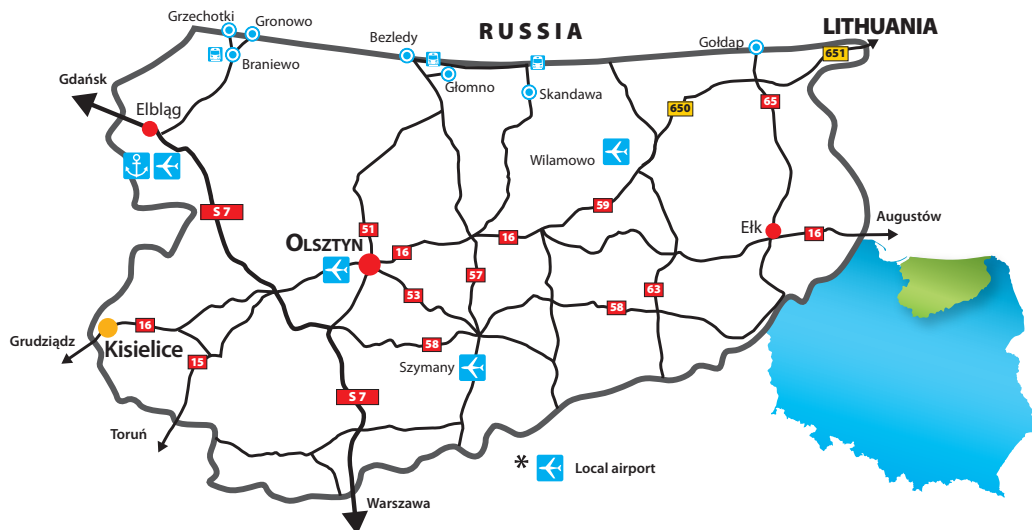 Grzechotki
Gronowo
Bezledy
RUSSIA
LITHUANIA
Gołdap
651
Braniewo
Gdańsk
Głomno
Skandawa
65
650
Elbląg
Wilamowo
S 7
59
51
Ełk
Augustów
16
OLSZTYN
16
16
57
53
63
58
16
Grudziądz
Kisielice
58
15
Szymany
S 7
Toruń
* Local airport
Warszawa